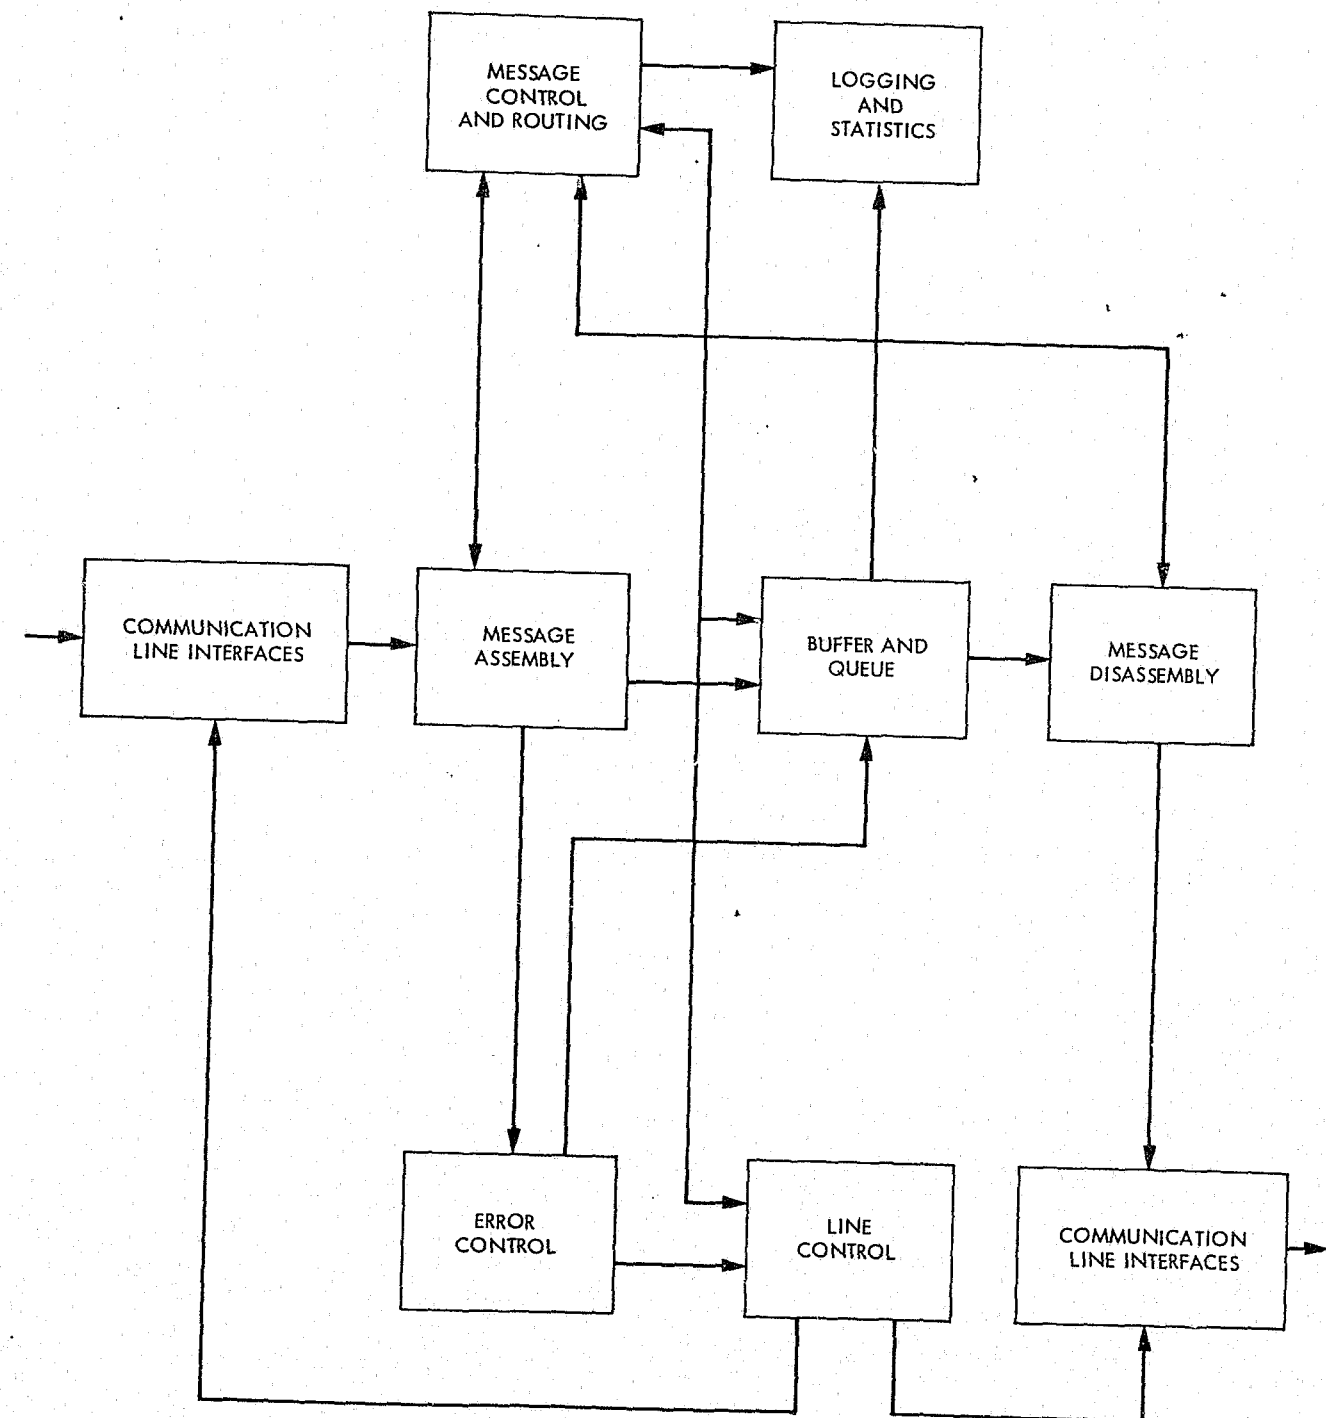 MESSAGE
CONTROL
AND ROUTING
LOGGING
AND
STATISTICS
COMMUNICATION
LINE INTERFACES
MESSAGE
ASSEMBLY
BUFFER AND
QUEUE
MESSAGE
DISASSEMBLY
ERROR
CONTROL
LINE
CONTROL
COMMUNICATION
LINE INTERFACES